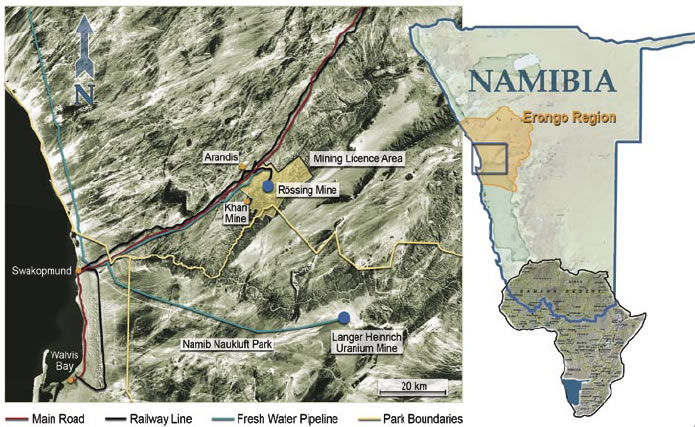 N
Arandis
Mining Licence Area
Rössing Mine
Khan
Mine
Swakopmund
Walvis
Bay
Namib Naukluft Park
Langer Heinrich
Uranium Mine
20 km
Main Road
Railway Line
Fresh Water Pipeline
Park Boundaries
NAMIBIA
Erongo Region